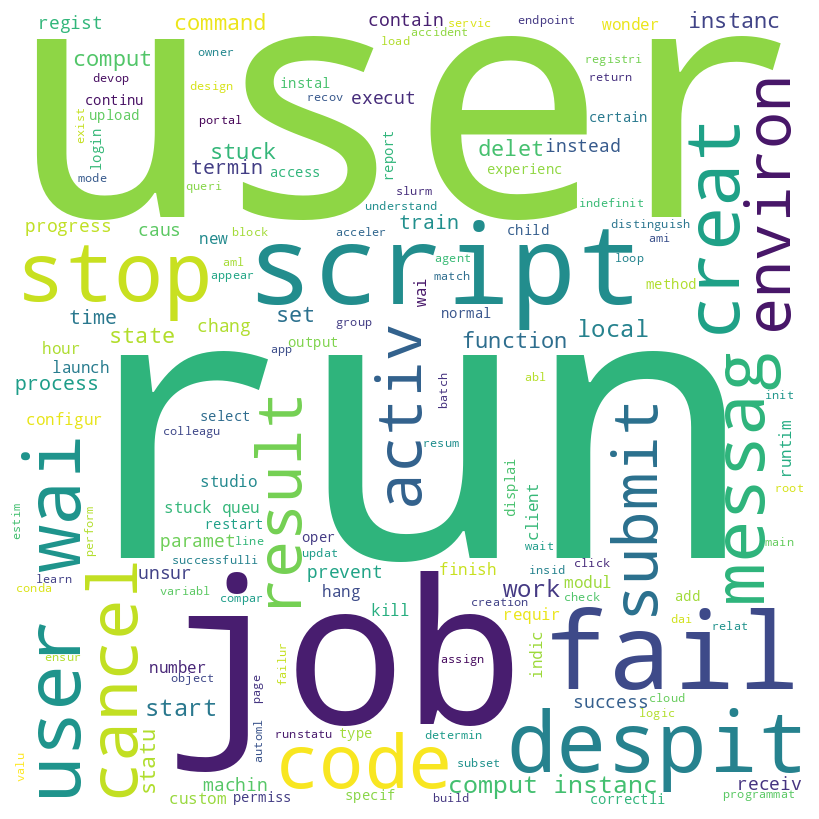 regist
command
contain
servic
endpoint
wonder
instanc
accident
load
user
comput
owner
devop
instal
design
continu
recov
execut
upload
portal
exist
login
mode
stuck
termin
queri
access
report
slurm
understand
delet
instead
experienc
registri
return
certain
indefinit
distinguish
creat
environ
progress
caus
new
block
acceler
train
child
ami
stop
aml
appear
script
agent
match
wai
loop
method
time
state
chang
set
group
normal
function
local
hour
launch
process
app
output
activ
batch
abl
messag
init
configur
select
colleagu
run
result
resum
submit
runtim
user wai
studio
stuck queu
restart
paramet
line
displai
client
root
estim
perform
successfulli
oper
updat
prevent
finish
wait
insid
click
main
learn
conda
unsur
variabl
compar
hang
kill
creation
work
requir
modul
check
add
dai
relat
cancel
job
fail
ensur
number
object
page
failur
assign
indic
success
cloud
logic
start
statu
automl
runstatu
type
determin
subset
despit
valu
code
machin
custom
permiss
specif
build
comput instanc
correctli
receiv
programmat